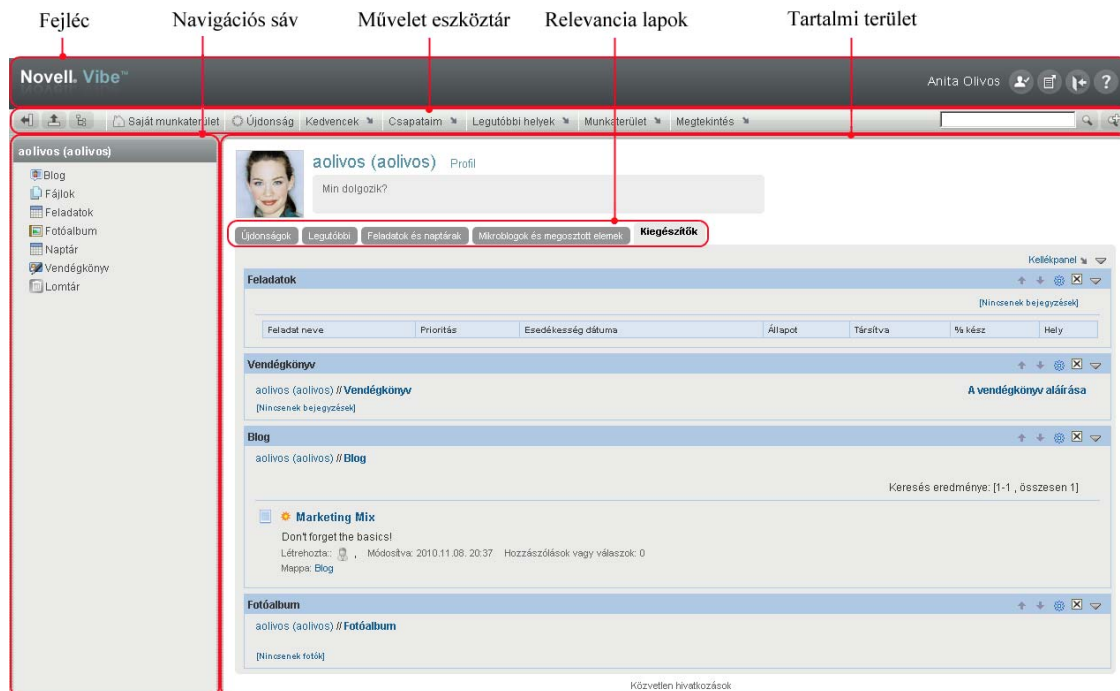 Fejléc Navigációs sáv Művelet eszköztár Relevancia lapok Tartalmi terület
Novell® Vibe™ Anita Olivos ?
Saját munkaterület Újdonság Kedvencek Csapataim Legutóbbi helyek Munkaterület Megtekintés
aolivos (aolivos)
Blog
Fájlok
Feladatok
Fotóalbum
Naptár
Vendégkönyv
Lomtár
aolivos (aolivos) Profil
Min dolgozik?
Újdonságok Legutóbbi Feladatok és naptárak Mikroblogok és megosztott elemek Kiegészítők
Kellékpanel
Feladatok
[Nincsenek bejegyzések]
Feladat neve Prioritás Esedékesség dátuma Állapot Társítva % kész Hely
Vendégkönyv
aolivos (aolivos) // Vendégkönyv A vendégkönyv aláírása
[Nincsenek bejegyzések]
Blog
aolivos (aolivos) // Blog
Keresés eredménye: [1-1 , összesen 1]
Marketing Mix
Don't forget the basics!
Létrehozta:: , Módosítva: 2010.11.08. 20:37 Hozzászólások vagy válaszok: 0
Mappa: Blog
Fotóalbum
aolivos (aolivos) // Fotóalbum
[Nincsenek fotók]
Közvetlen hivatkozások